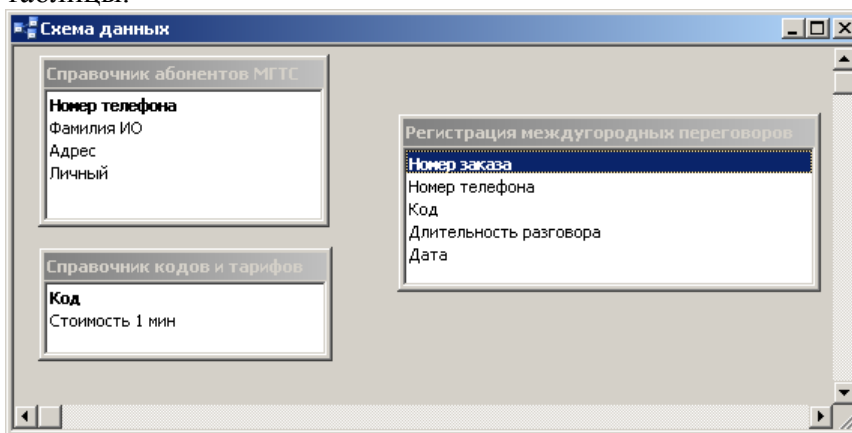 таблицы.
Схема данных
Справочник абонентов МГТС
Номер телефона
Фамилия ИО
Адрес
Личный
Регистрация междугородных переговоров
Номер заказа
Номер телефона
Код
Длительность разговора
Дата
Справочник кодов и тарифов
Код
Стоимость 1 мин